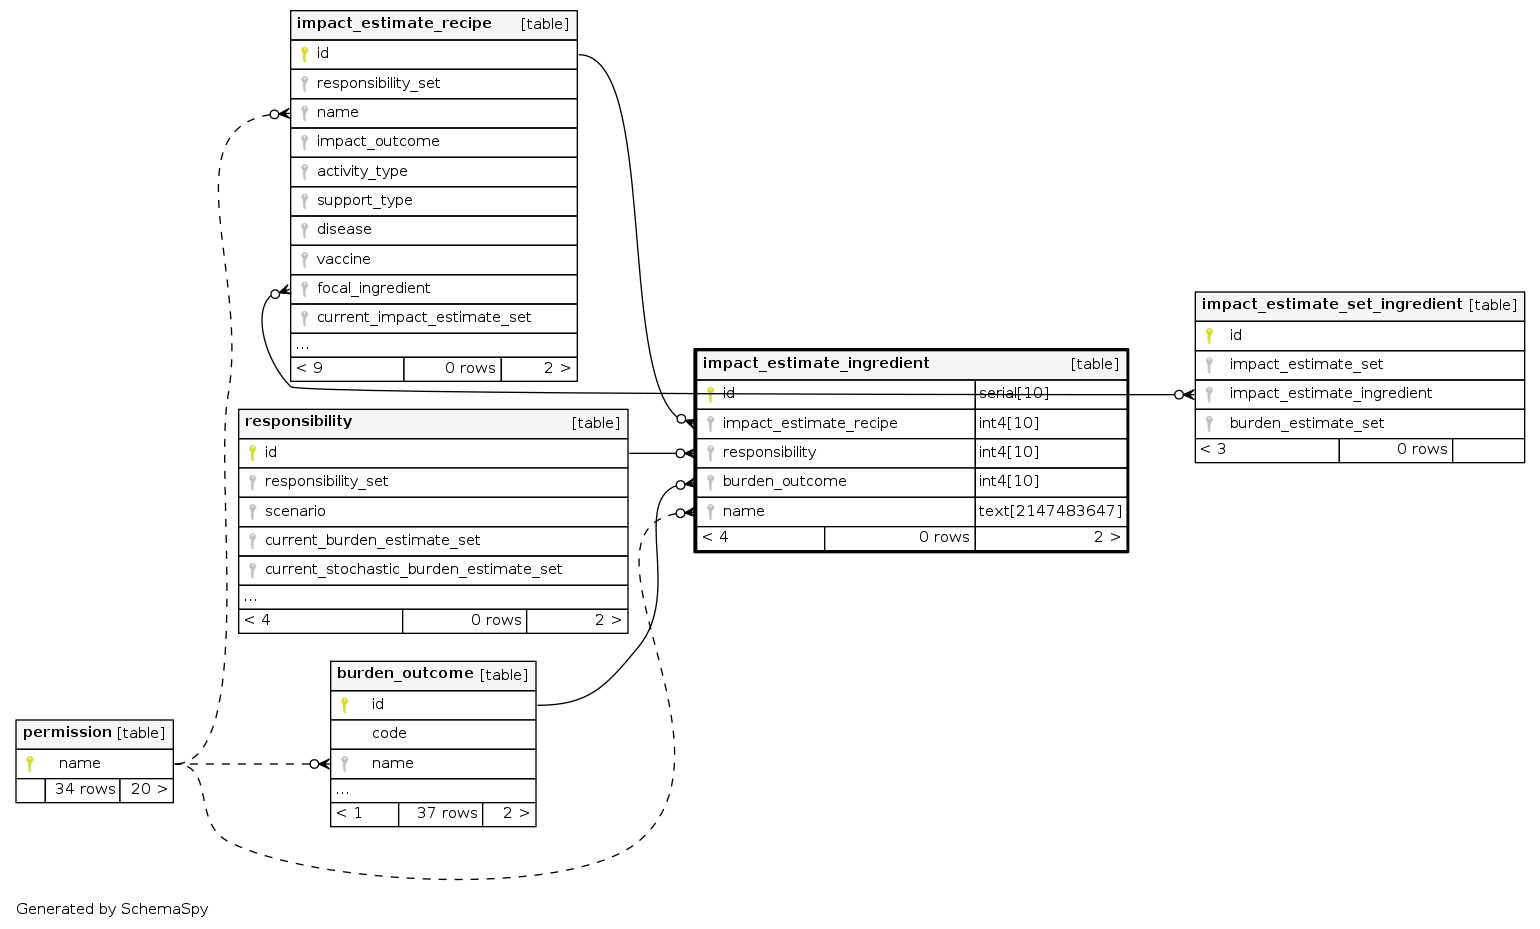 impact_estimate_recipe [table]
id
responsibility_set
name
impact_outcome
activity_type
support_type
disease
vaccine
focal_ingredient
current_impact_estimate_set
...
< 9 0 rows 2 >
responsibility [table]
id
responsibility_set
scenario
current_burden_estimate_set
current_stochastic_burden_estimate_set
...
< 4 0 rows 2 >
burden_outcome [table]
id
code
name
...
< 1 37 rows 2 >
permission [table]
name
34 rows 20 >
impact_estimate_ingredient [table]
id serial[10]
impact_estimate_recipe int4[10]
responsibility int4[10]
burden_outcome int4[10]
name text[2147483647]
< 4 0 rows 2 >
impact_estimate_set_ingredient [table]
id
impact_estimate_set
impact_estimate_ingredient
burden_estimate_set
< 3 0 rows
Generated by SchemaSpy